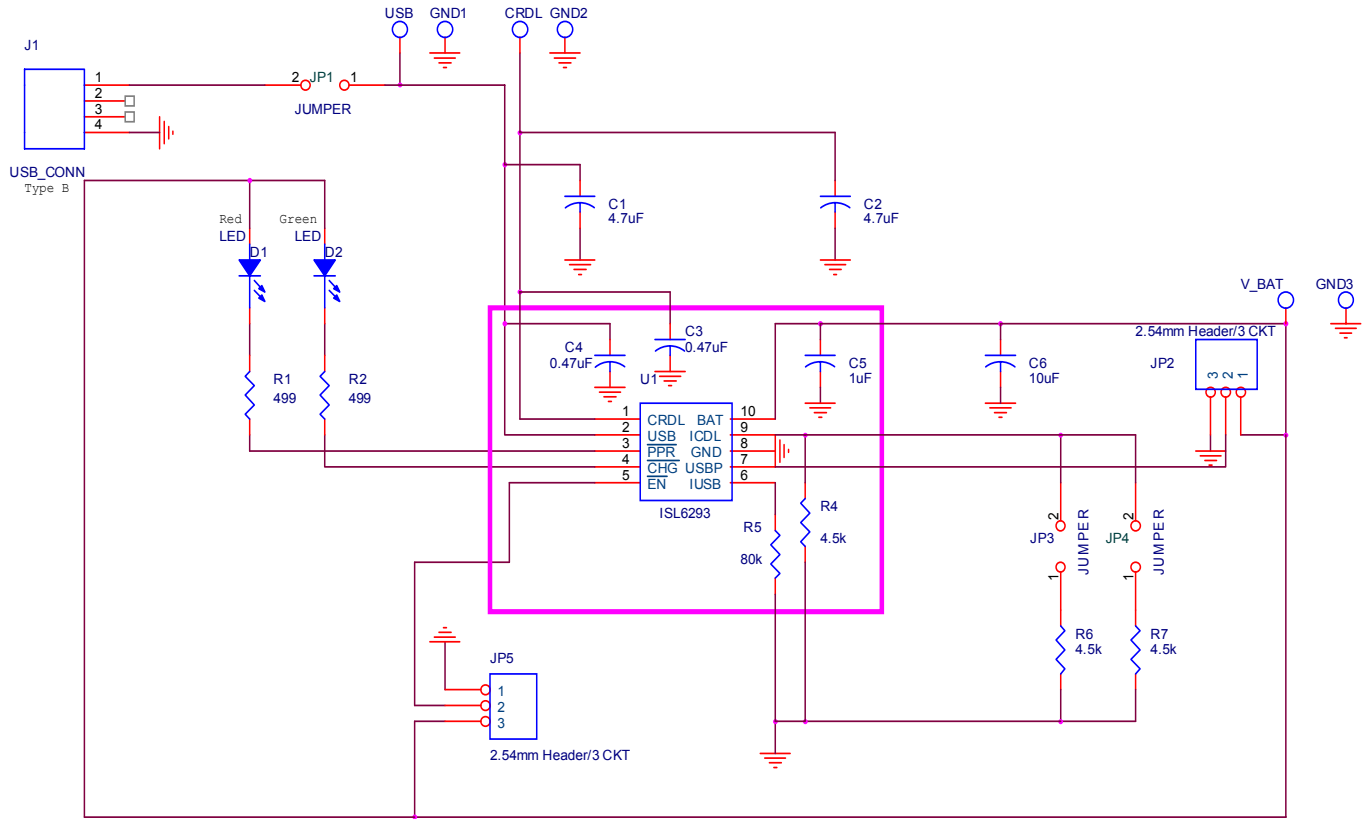 USB GND1 CRDL GND2
J1
1
2
3
4
2 JP1 1
JUMPER
USB_CONN
Type B
Red
LED
D1
Green
LED
D2
C1
4.7uF
C2
4.7uF
V_BAT GND3
2.54mm Header/3 CKT
JP2
3 2 1
C3
0.47uF
C4
0.47uF
C5
1uF
C6
10uF
R1
499
R2
499
U1
1 CRDL BAT 10
2 USB ICDL 9
3 PPR GND 8
4 CHG USBP 7
5 EN IUSB 6
ISL6293
R5
80k
R4
4.5k
2
JP3
1
JUMPER
2
JP4
1
JUMPER
R6
4.5k
R7
4.5k
JP5
1
2
3
2.54mm Header/3 CKT